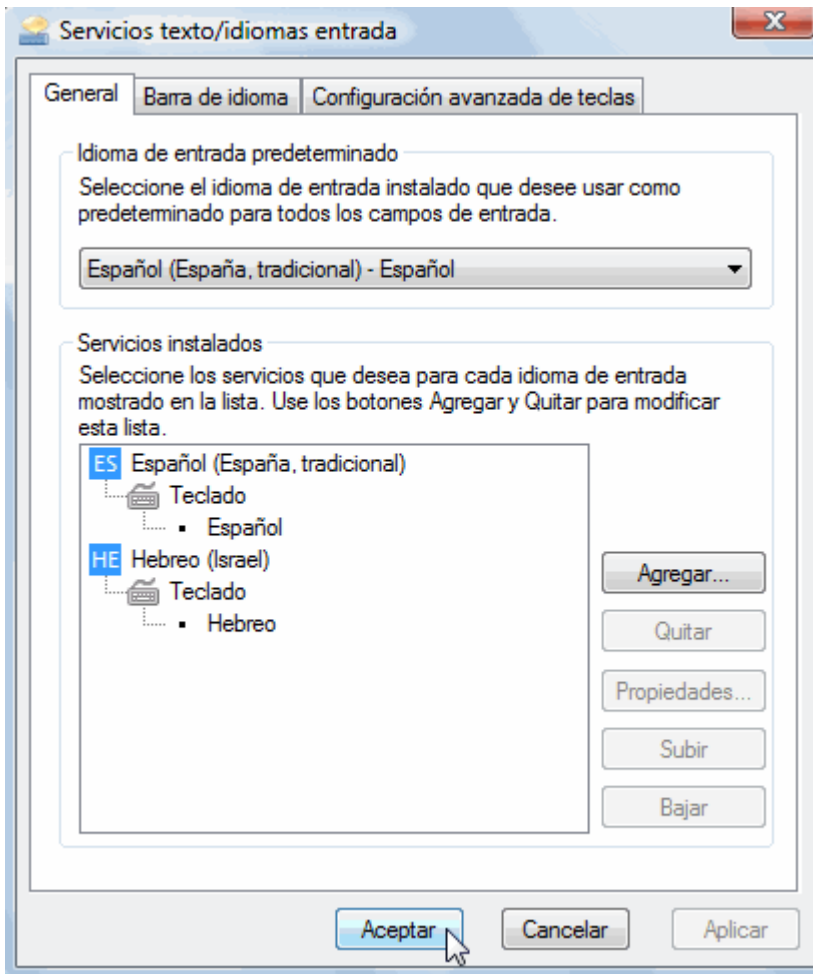 Servicios texto/idiomas entrada
General
Barra de idioma
Configuración avanzada de teclas
Idioma de entrada predeterminado
Seleccione el idioma de entrada instalado que desee usar como
predeterminado para todos los campos de entrada.
Español (España, tradicional) - Español
Servicios instalados
Seleccione los servicios que desea para cada idioma de entrada
mostrado en la lista. Use los botones Agregar y Quitar para modificar
esta lista.
ES Español (España, tradicional)
Teclado
Español
HE Hebreo (Israel)
Teclado
Hebreo
Agregar...
Quitar
Propiedades...
Subir
Bajar
Aceptar
Cancelar
Aplicar